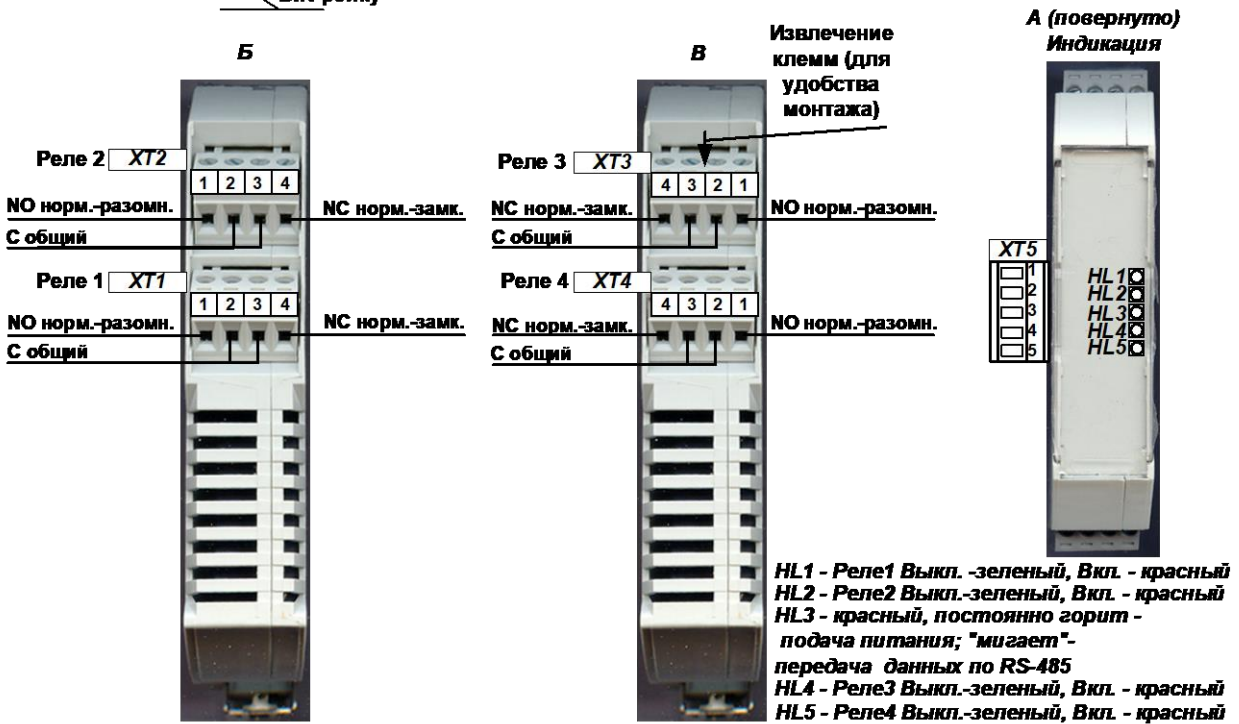 DIN-рейку
Б
Реле 2 XT2
1 2 3 4
NO норм.-разомн.
NC норм.-замк.
С общий
Реле 1 XT1
1 2 3 4
NO норм.-разомн.
NC норм.-замк.
С общий
В
Извлечение
клемм (для
удобства
монтажа)
Реле 3 XT3
4 3 2 1
NC норм.-замк.
NO норм.-разомн.
С общий
Реле 4 XT4
4 3 2 1
NC норм.-замк.
NO норм.-разомн.
С общий
А (повернуто)
Индикация
XT5
1
2
3
4
5
HL1
HL2
HL3
HL4
HL5
HL1 - Реле1 Выкл. -зеленый, Вкл. - красный
HL2 - Реле2 Выкл.-зеленый, Вкл. - красный
HL3 - красный, постоянно горит -
подача питания; "мигает"-
передача данных по RS-485
HL4 - Реле3 Выкл.-зеленый, Вкл. - красный
HL5 - Реле4 Выкл.-зеленый, Вкл. - красный